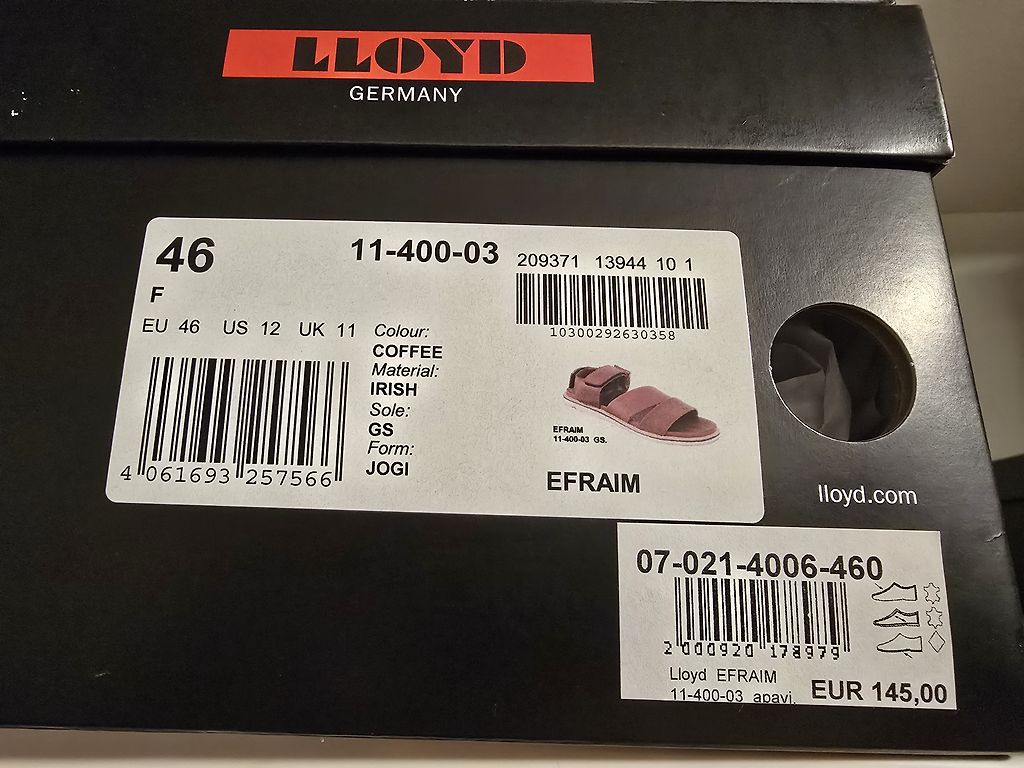 LLOYD
GERMANY
46
11-400-03
209371 13944 10 1
F
10300292630358
EU 46 US 12 UK 11
Colour:
COFFEE
Material:
IRISH
Sole:
GS
Form:
JOGI
4 061693 257566
EFRAIM
11-400-03 GS.
EFRAIM
lloyd.com
07-021-4006-460
2 000920 178979
Lloyd EFRAIM
11-400-03 apavi.
EUR 145,00